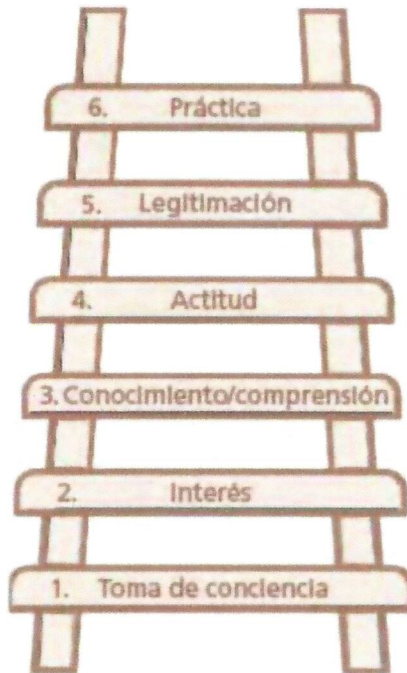 6. Práctica
5. Legitimación
4. Actitud
3. Conocimiento/comprensión
2. Interés
1. Toma de conciencia